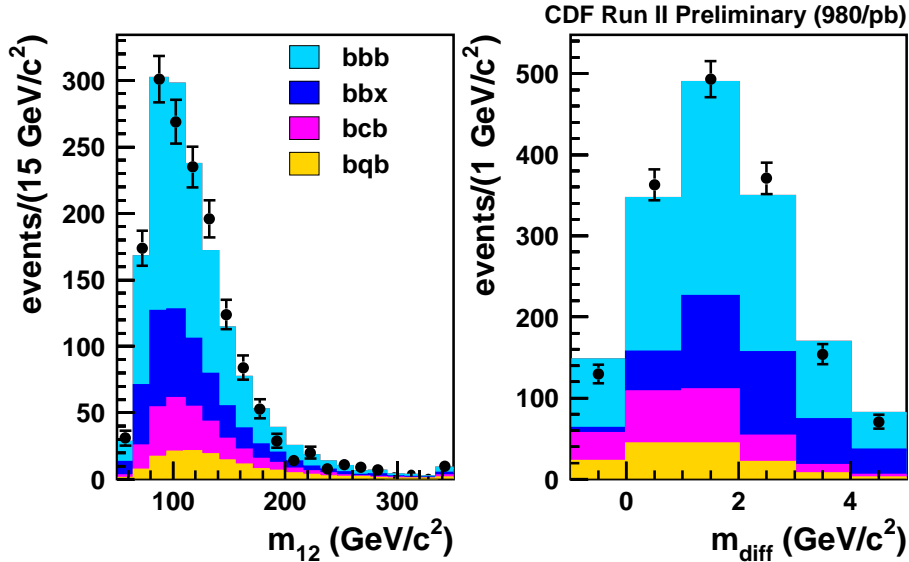 CDF Run II Preliminary (980/pb)
events/(15 GeV/c²)
300
250
200
150
100
50
0
bbb
bbx
bcb
bqb
100 200 300
m₁₂ (GeV/c²)
events/(1 GeV/c²)
500
400
300
200
100
0
0 2 4
m_diff (GeV/c²)